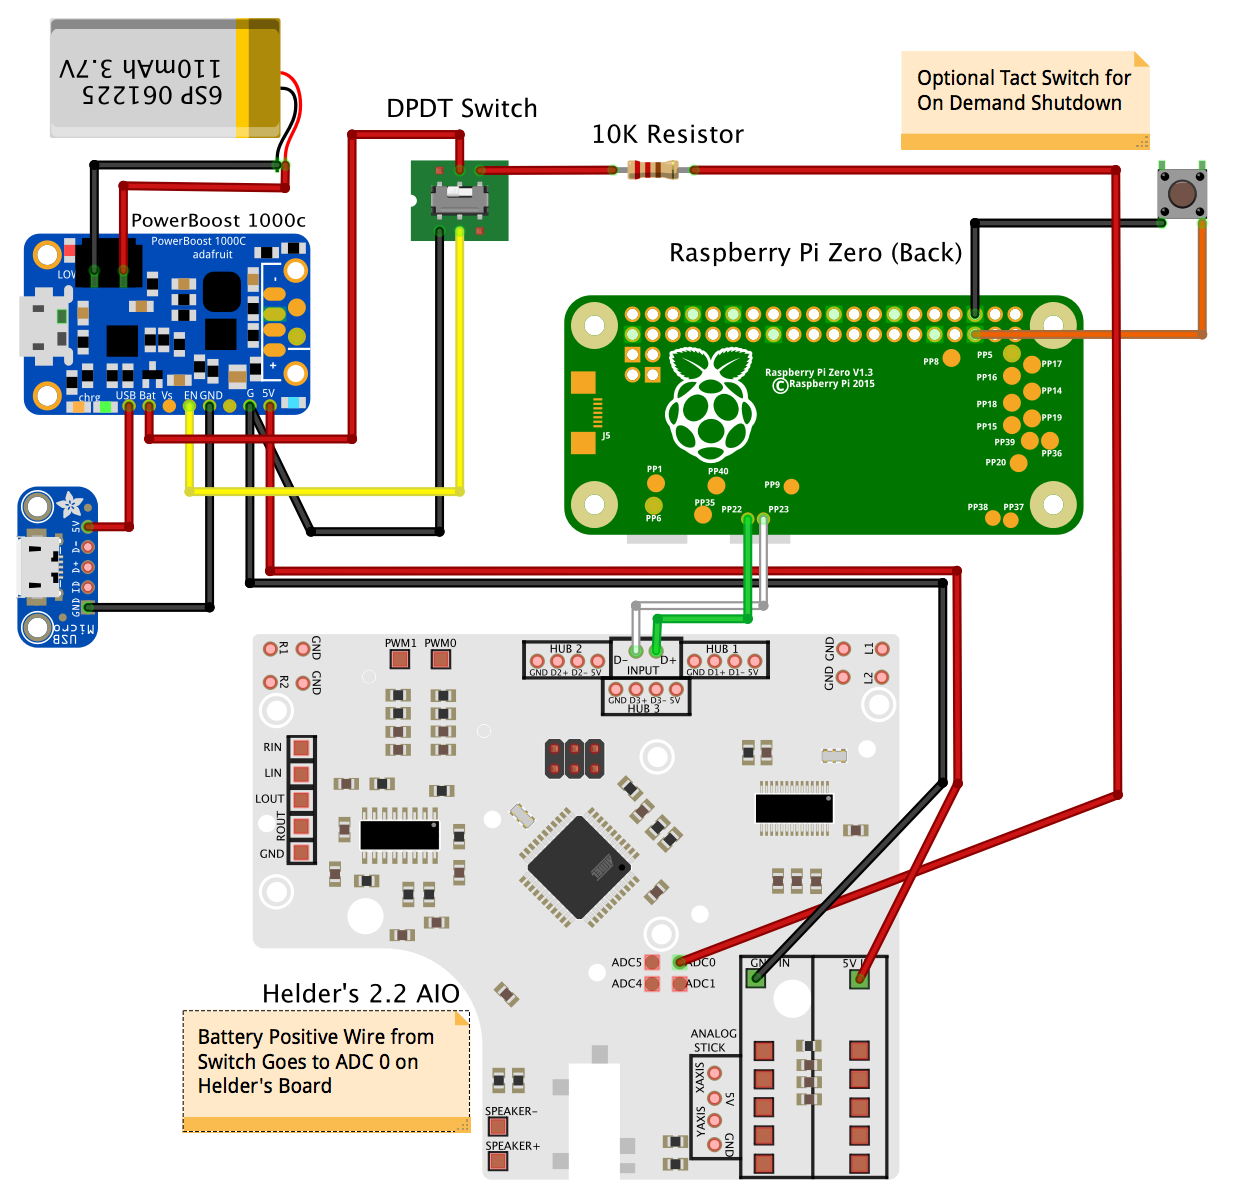 6SP 061225
110mAh 3.7V
DPDT Switch
10K Resistor
Optional Tact Switch for
On Demand Shutdown
PowerBoost 1000c
PowerBoost 1000C
adafruit
LOW
chrg
USB Bat Vs EN GND G 5V
- +
Raspberry Pi Zero (Back)
Raspberry Pi Zero V1.3
©Raspberry Pi 2015
J5
PP8
PP5
PP17
PP16
PP14
PP18
PP19
PP15
PP39
PP36
PP20
PP1
PP40
PP9
PP6
PP35
PP22
PP23
PP38
PP37
5V
D-
D+
ID
GND
USB
Micro
R1
GND
R2
GND
PWM1
PWM0
HUB 2
GND D2+ D2- 5V
D- D+
INPUT
HUB 1
GND D1+ D1- 5V
GND D3+ D3- 5V
HUB 3
GND
L1
GND
L2
RIN
LIN
LOUT
ROUT
GND
ADC5
ADC0
ADC4
ADC1
GND IN
5V I
Helder's 2.2 AIO
Battery Positive Wire from
Switch Goes to ADC 0 on
Helder's Board
ANALOG
STICK
XAXIS
5V
YAXIS
GND
SPEAKER-
SPEAKER+